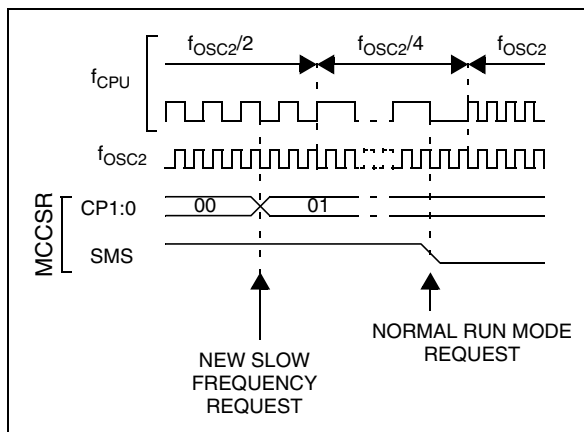 fOSC2/2 fOSC2/4 fOSC2
fCPU
fOSC2
MCCSR
CP1:0 00 01
SMS
NEW SLOW
FREQUENCY
REQUEST
NORMAL RUN MODE
REQUEST